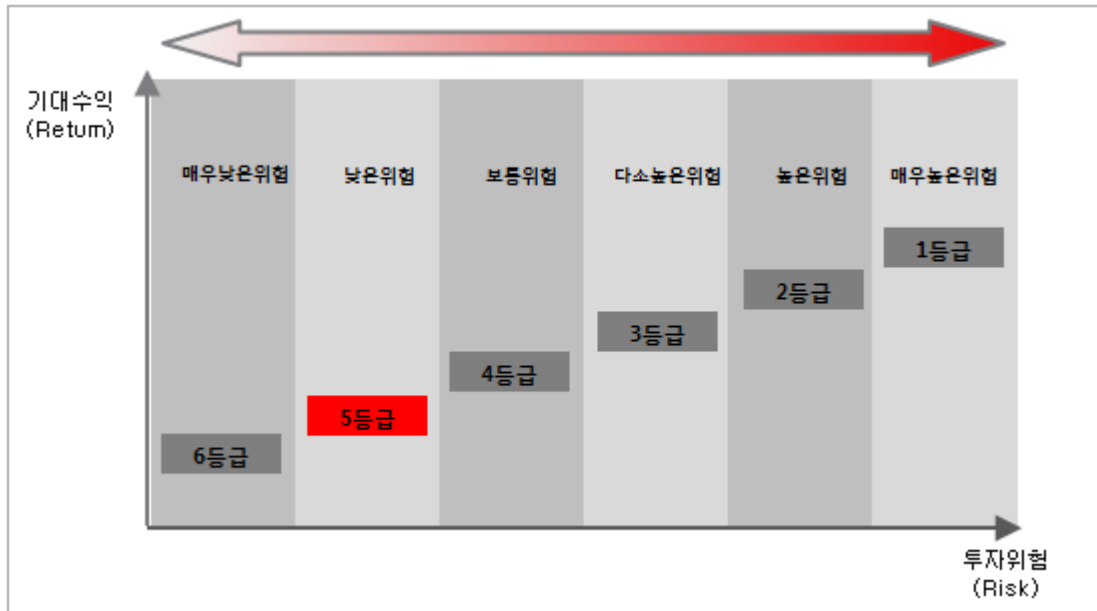 기대수익
(Retum)
매우낮은위험
낮은위험
보통위험
다소높은위험
높은위험
매우높은위험
1등급
2등급
3등급
4등급
5등급
6등급
투자위험
(Risk)